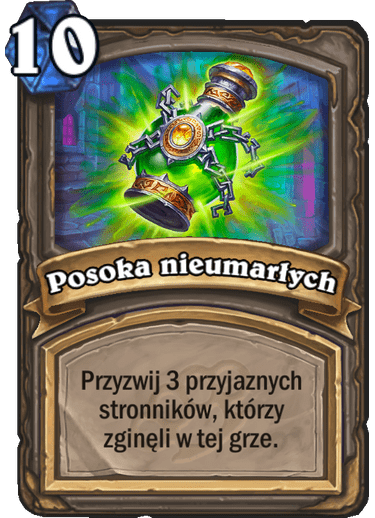 10
Posoka nieumarłych
Przyzwij 3 przyjaznych
stronników, którzy
zginęli w tej grze.